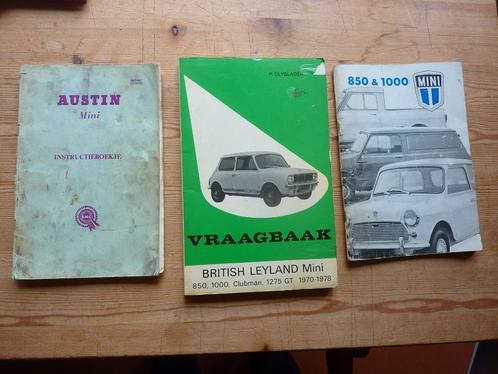 AUSTIN
Mini
INSTRUCTIEBOEKJE
P. OLYSLAGER
VRAAGBAAK
BRITISH LEYLAND Mini
850, 1000, Clubman, 1275 GT 1970-1978
850 & 1000
MINI